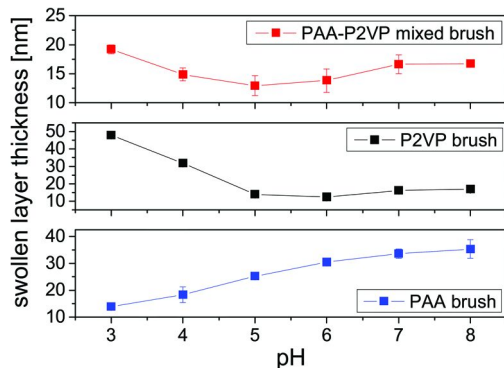 swollen layer thickness [nm]
25
20
15
10
PAA-P2VP mixed brush
50
40
30
20
10
P2VP brush
40
30
20
10
PAA brush
3 4 5 6 7 8
pH